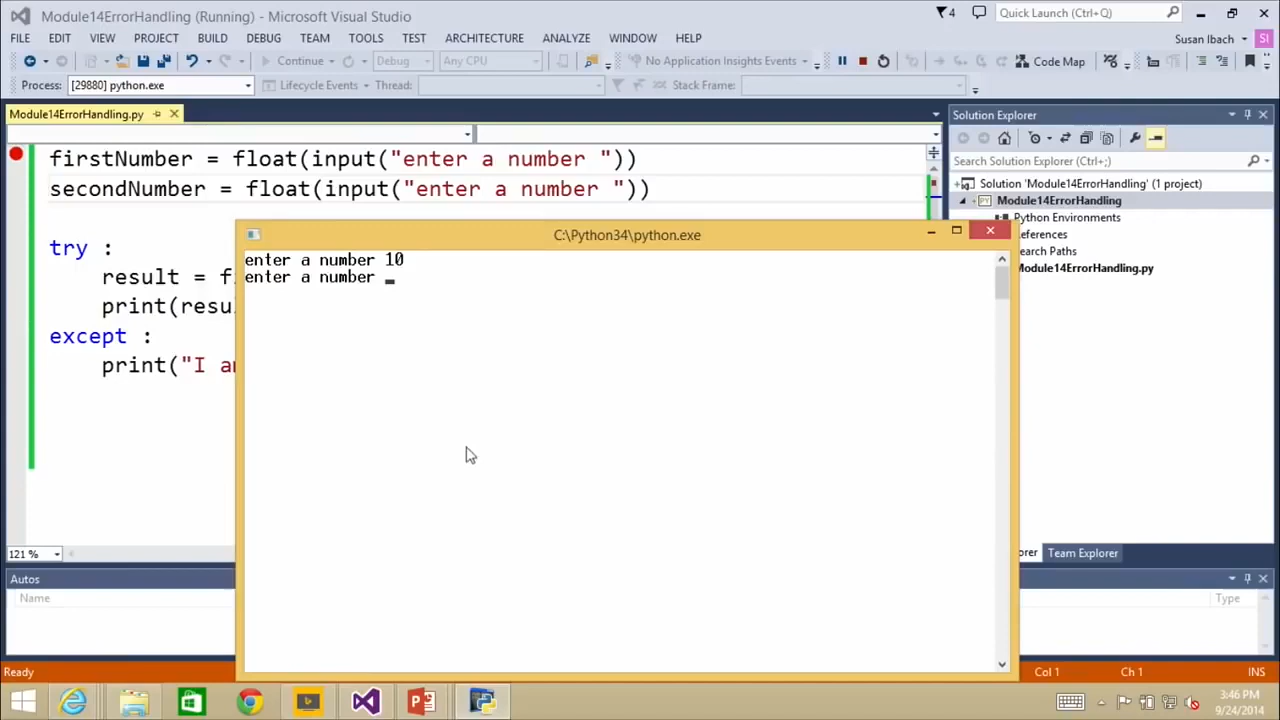 Module14ErrorHandling (Running) - Microsoft Visual Studio
4
Quick Launch (Ctrl+Q)
FILE EDIT VIEW PROJECT BUILD DEBUG TEAM TOOLS TEST ARCHITECTURE ANALYZE WINDOW HELP
Susan Ibach
SI
Continue
Debug
Any CPU
No Application Insights Events
Code Map
Process: [29880] python.exe
Lifecycle Events
Thread:
Stack Frame:
Module14ErrorHandling.py
firstNumber = float(input("enter a number "))
secondNumber = float(input("enter a number "))
try :
result = f
print(resu
except :
print("I a
121 %
C:\Python34\python.exe
enter a number 10
enter a number _
Solution Explorer
Search Solution Explorer (Ctrl+;)
Solution 'Module14ErrorHandling' (1 project)
PY Module14ErrorHandling
Python Environments
eferences
earch Paths
Module14ErrorHandling.py
orer
Team Explorer
Autos
Name
Type
Ready
Col 1
Ch 1
INS
3:46 PM
9/24/2014